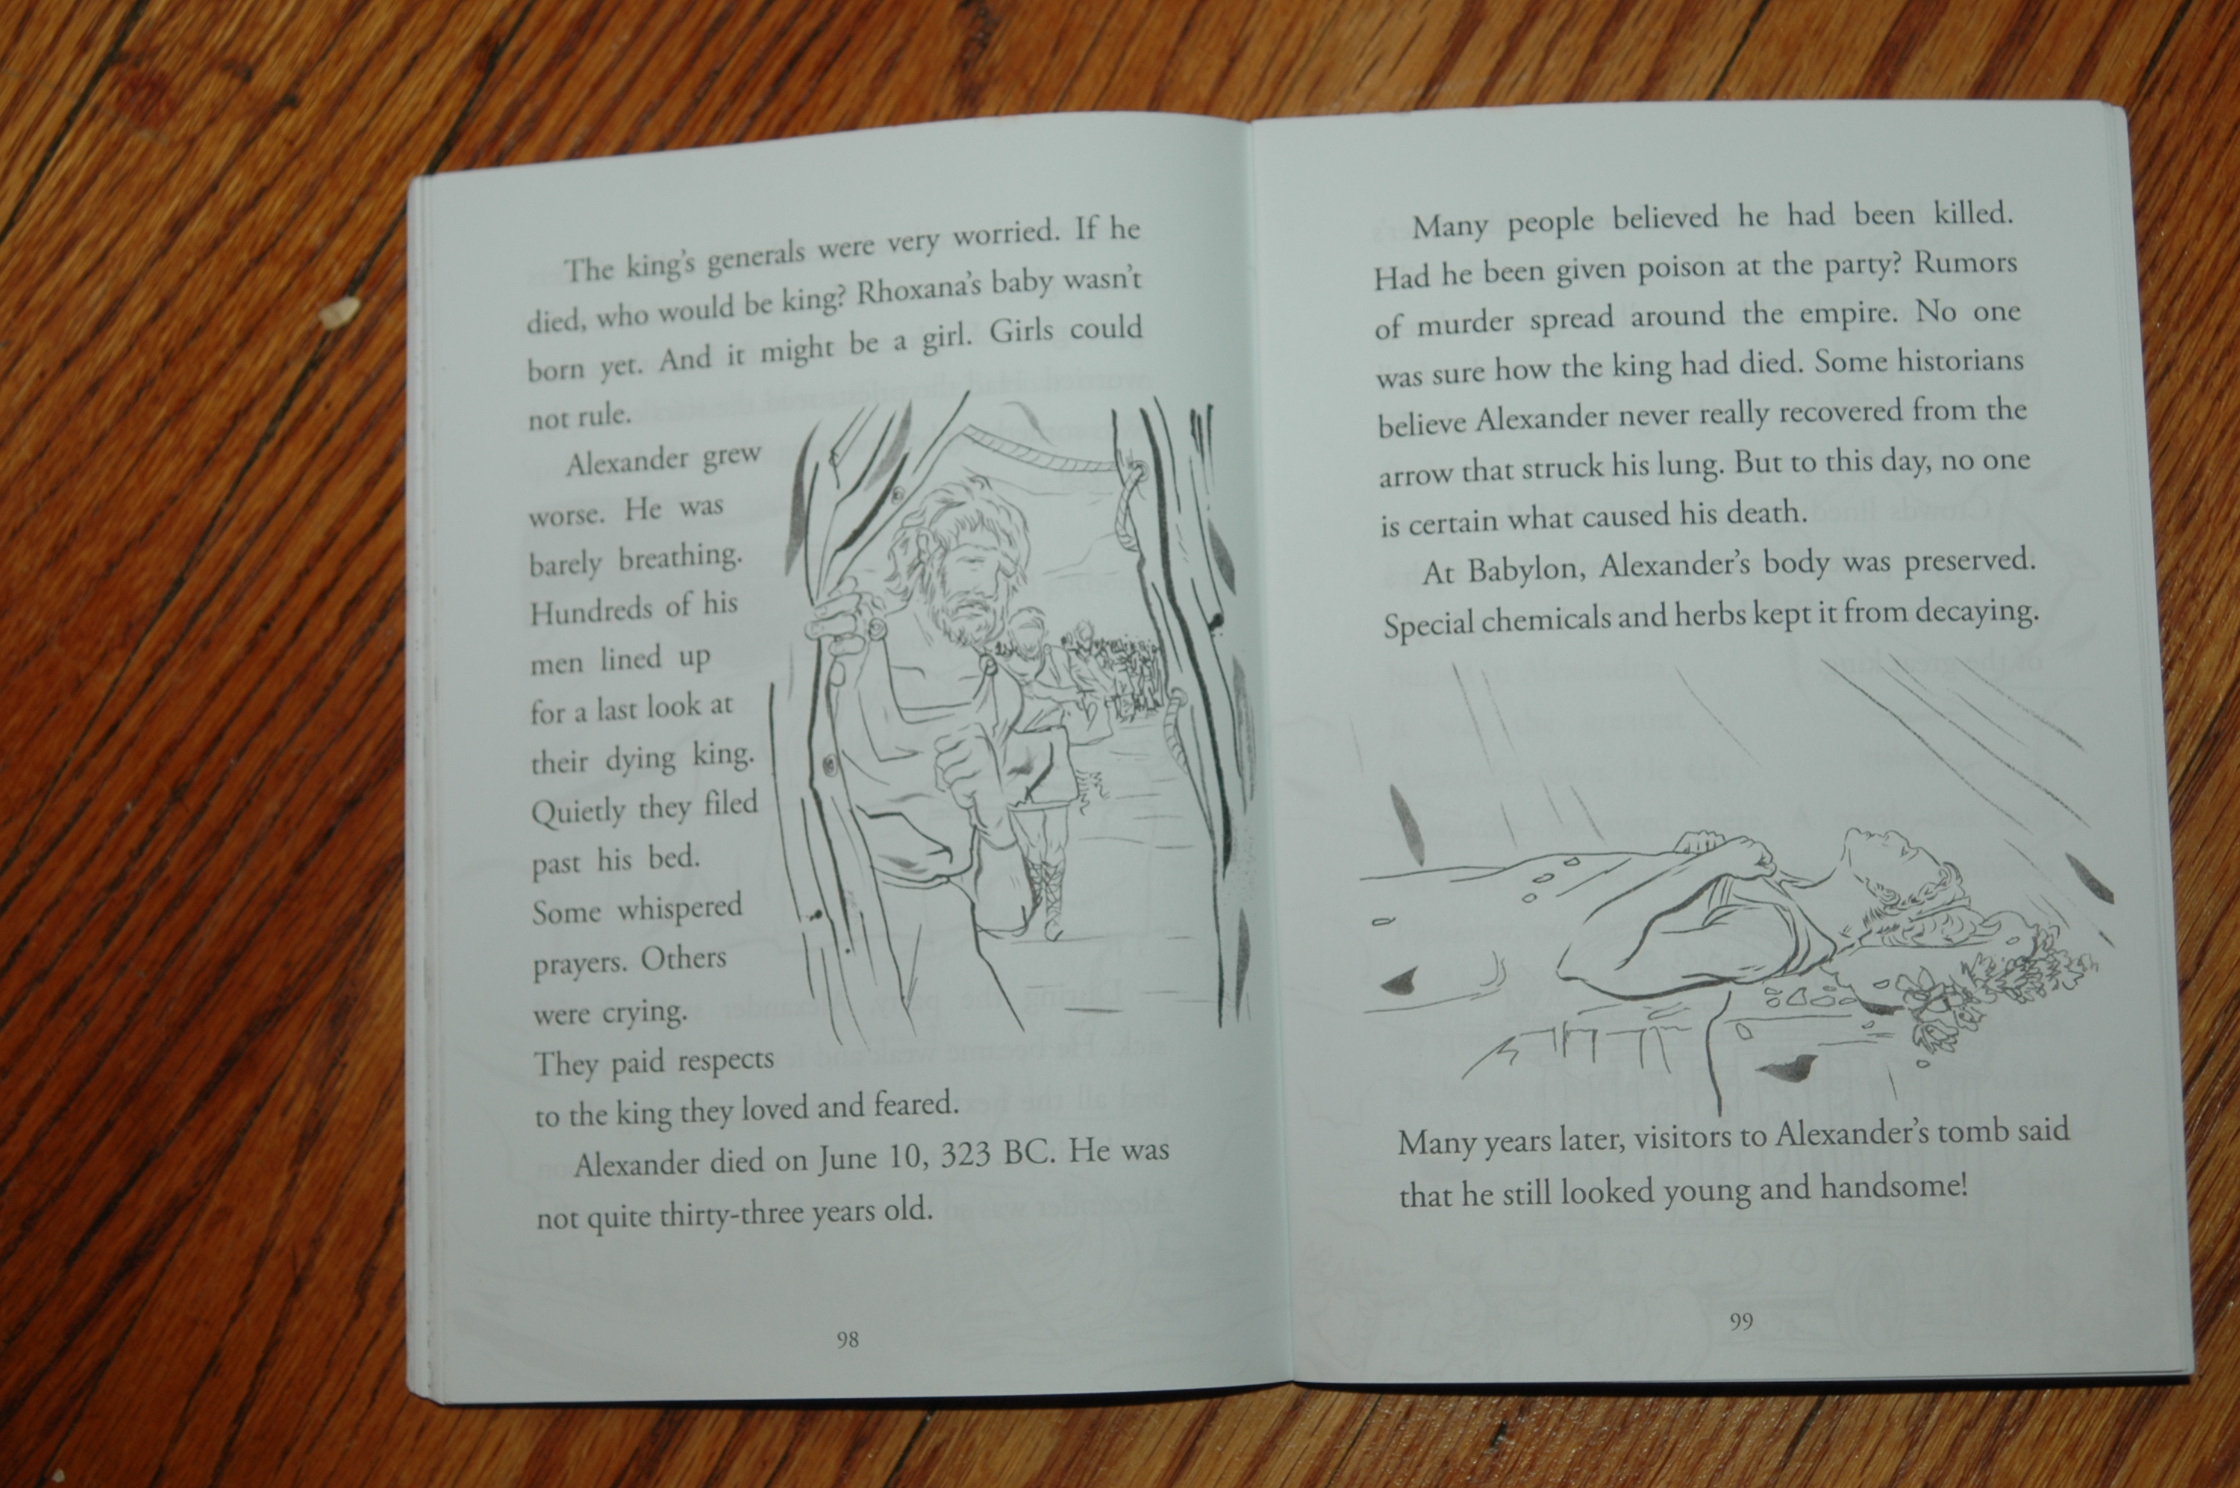 The king's generals were very worried. If he
died, who would be king? Rhoxana's baby wasn't
born yet. And it might be a girl. Girls could
not rule.
Alexander grew
worse. He was
barely breathing.
Hundreds of his
men lined up
for a last look at
their dying king.
Quietly they filed
past his bed.
Some whispered
prayers. Others
were crying.
They paid respects
to the king they loved and feared.
Alexander died on June 10, 323 BC. He was
not quite thirty-three years old.
98
Many people believed he had been killed.
Had he been given poison at the party? Rumors
of murder spread around the empire. No one
was sure how the king had died. Some historians
believe Alexander never really recovered from the
arrow that struck his lung. But to this day, no one
is certain what caused his death.
At Babylon, Alexander's body was preserved.
Special chemicals and herbs kept it from decaying.
Many years later, visitors to Alexander's tomb said
that he still looked young and handsome!
99